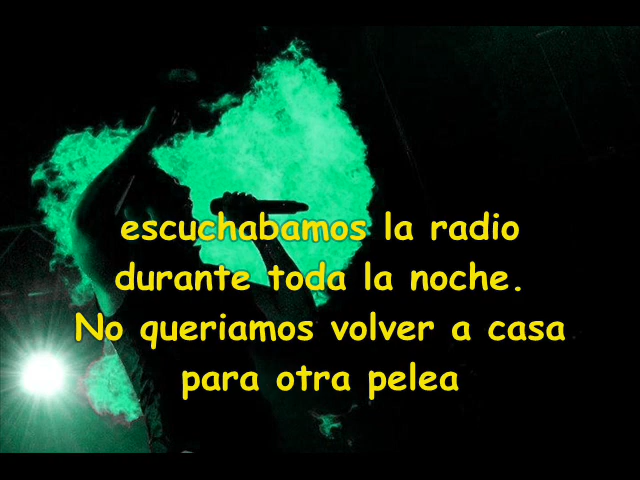 escuchabamos la radio
durante toda la noche.
No queriamos volver a casa
para otra pelea